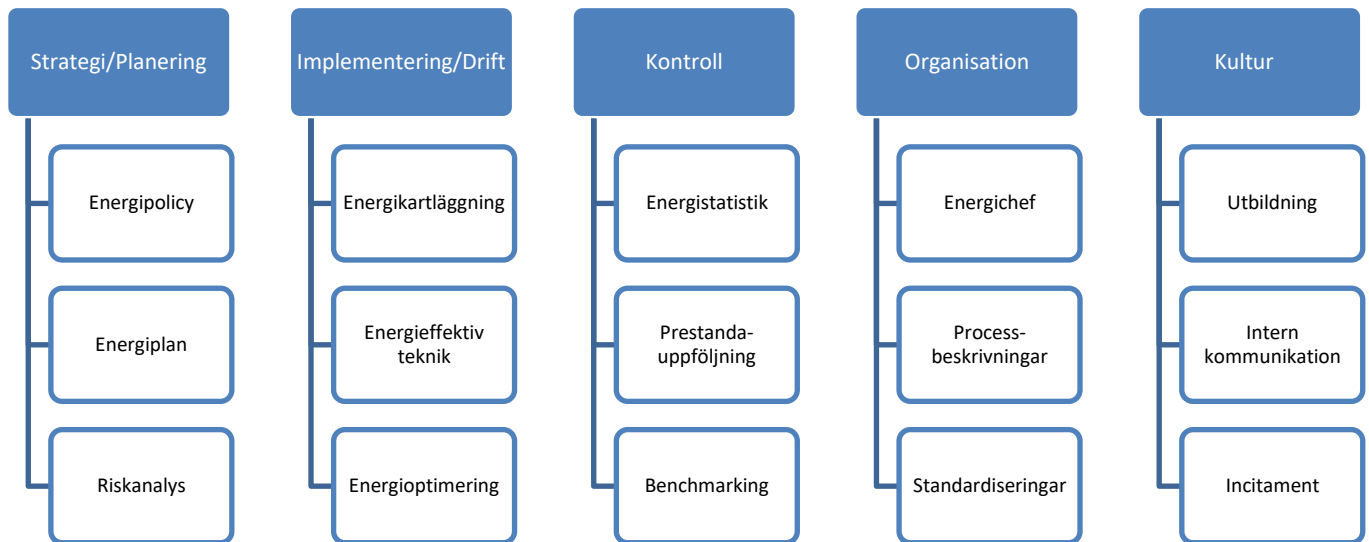 Strategi/Planering
Energipolicy
Energiplan
Riskanalys
Implementering/Drift
Energikartläggning
Energieffektiv
teknik
Energioptimering
Kontroll
Energistatistik
Prestanda-
uppföljning
Benchmarking
Organisation
Energichef
Process-
beskrivningar
Standardiseringar
Kultur
Utbildning
Intern
kommunikation
Incitament